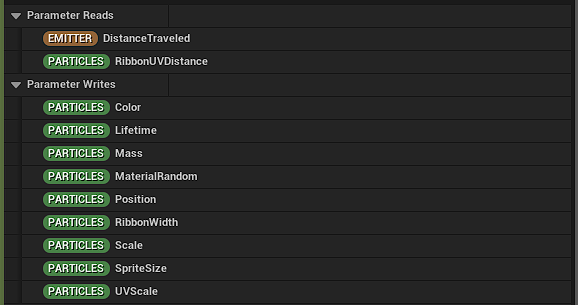 Parameter Reads
EMITTER DistanceTraveled
PARTICLES RibbonUVDistance
Parameter Writes
PARTICLES Color
PARTICLES Lifetime
PARTICLES Mass
PARTICLES MaterialRandom
PARTICLES Position
PARTICLES RibbonWidth
PARTICLES Scale
PARTICLES SpriteSize
PARTICLES UVScale